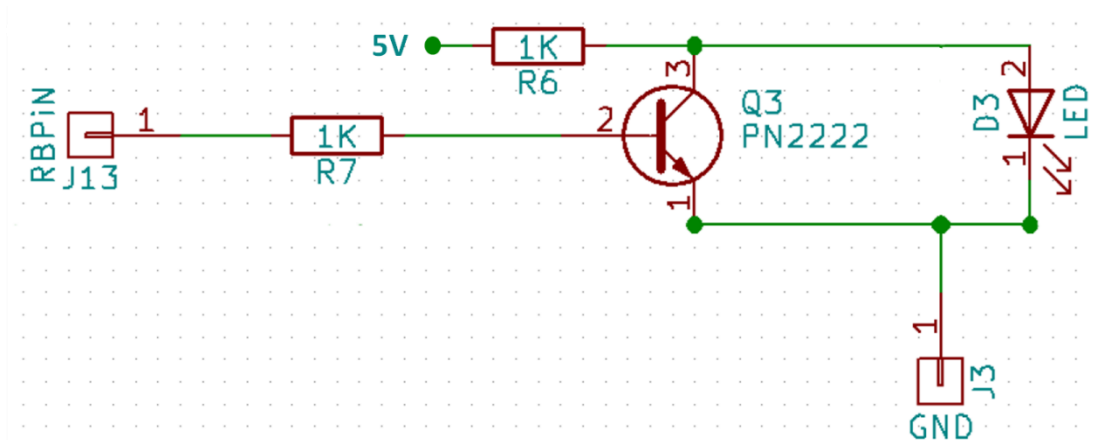 5V
1K
R6
RBPiN
1
J13
1K
R7
2
3
Q3
PN2222
1
2
D3
LED
1
1
J3
GND